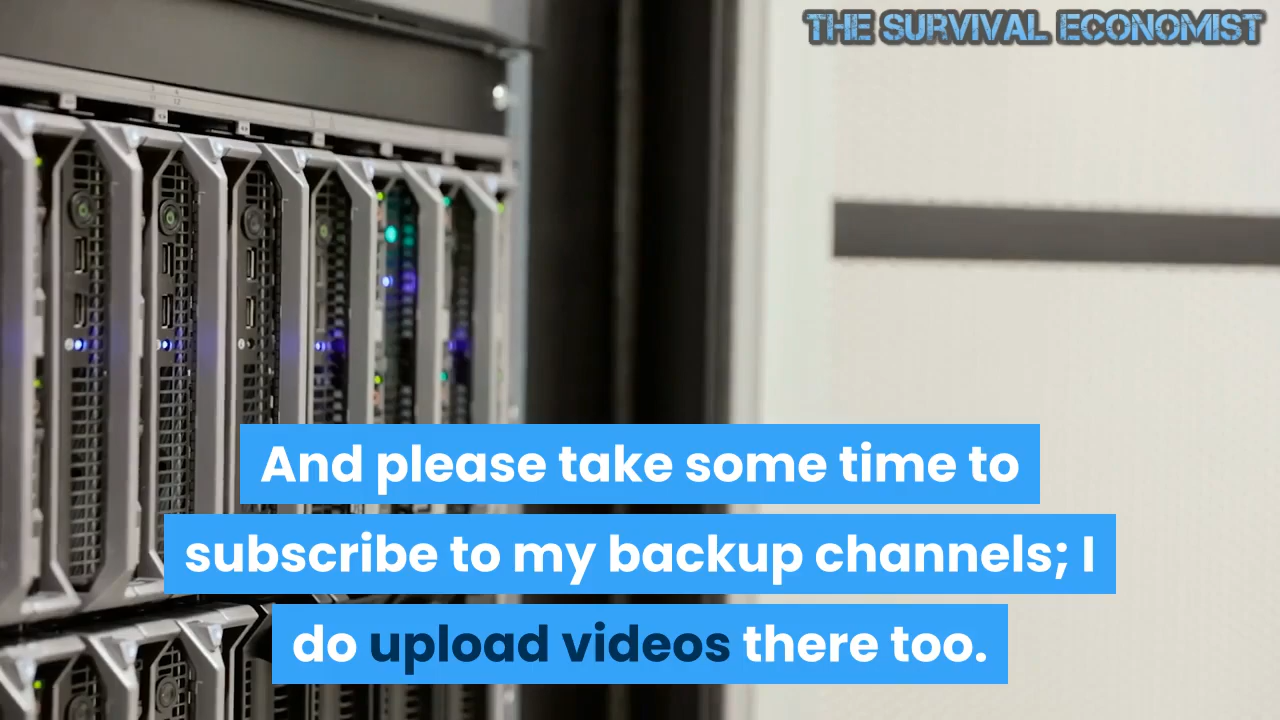 THE SURVIVAL ECONOMIST
And please take some time to
subscribe to my backup channels; I
do upload videos there too.